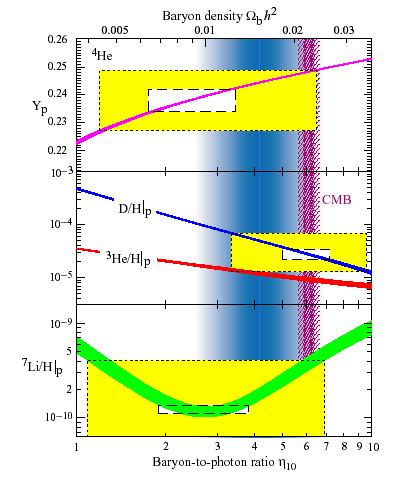 Baryon density Ω_b h²
0.005 0.01 0.02 0.03
0.26
⁴He
0.25
Y_p
0.24
0.23
0.22
10⁻³
CMB
D/H|_p
10⁻⁴
³He/H|_p
10⁻⁵
10⁻⁹
5
⁷Li/H|_p
2
10⁻¹⁰
1 2 3 4 5 6 7 8 9 10
Baryon-to-photon ratio η₁₀